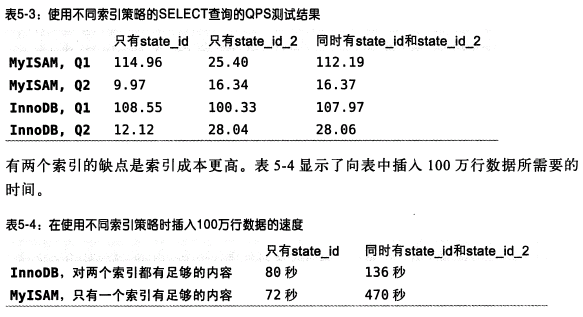 表5-3：使用不同索引策略的SELECT查询的QPS测试结果
只有state_id 只有state_id_2 同时有state_id和state_id_2
MyISAM, Q1 114.96 25.40 112.19
MyISAM, Q2 9.97 16.34 16.37
InnoDB, Q1 108.55 100.33 107.97
InnoDB, Q2 12.12 28.04 28.06
有两个索引的缺点是索引成本更高。表 5-4 显示了向表中插入 100 万行数据所需要的
时间。
表5-4：在使用不同索引策略时插入100万行数据的速度
只有state_id 同时有state_id和state_id_2
InnoDB，对两个索引都有足够的内容 80 秒 136 秒
MyISAM，只有一个索引有足够的内容 72 秒 470 秒